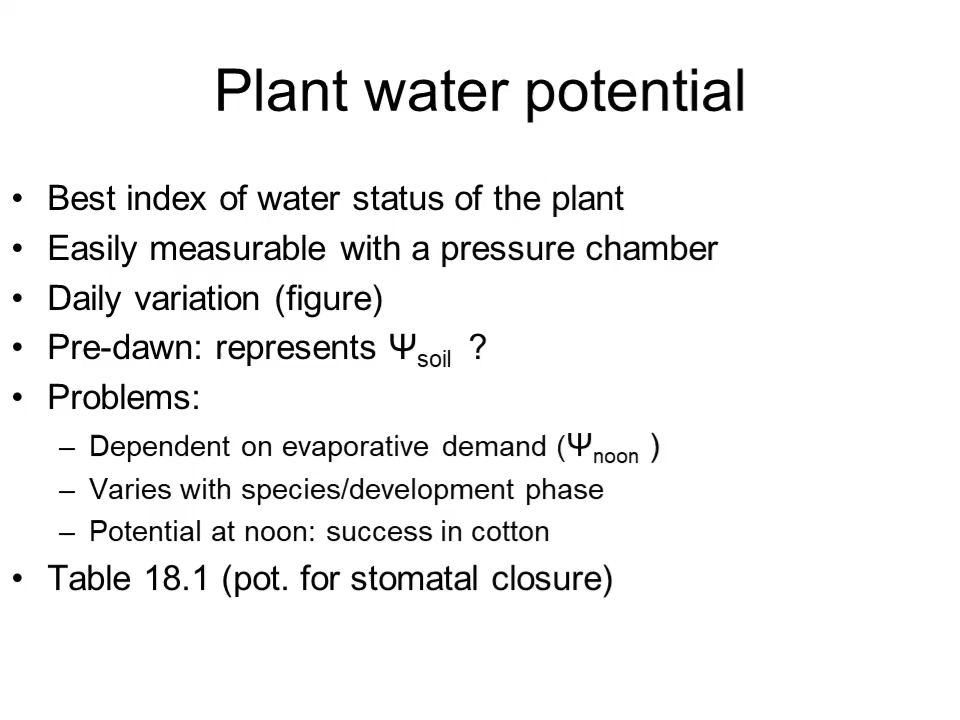 Plant water potential
• Best index of water status of the plant
• Easily measurable with a pressure chamber
• Daily variation (figure)
• Pre-dawn: represents Ψsoil ?
• Problems:
– Dependent on evaporative demand (Ψnoon )
– Varies with species/development phase
– Potential at noon: success in cotton
• Table 18.1 (pot. for stomatal closure)